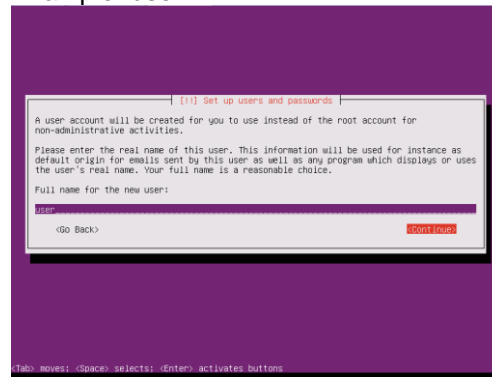 [!!] Set up users and passwords
A user account will be created for you to use instead of the root account for
non-administrative activities.
Please enter the real name of this user. This information will be used for instance as
default origin for emails sent by this user as well as any program which displays or uses
the user's real name. Your full name is a reasonable choice.
Full name for the new user:
user
<Go Back> <Continue>
<Tab> moves; <Space> selects; <Enter> activates buttons